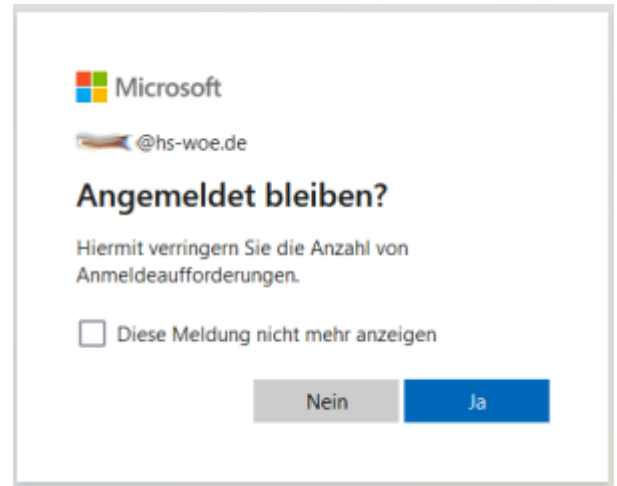 Microsoft
@hs-woe.de
Angemeldet bleiben?
Hiermit verringern Sie die Anzahl von
Anmeldeaufforderungen.
Diese Meldung nicht mehr anzeigen
Nein Ja